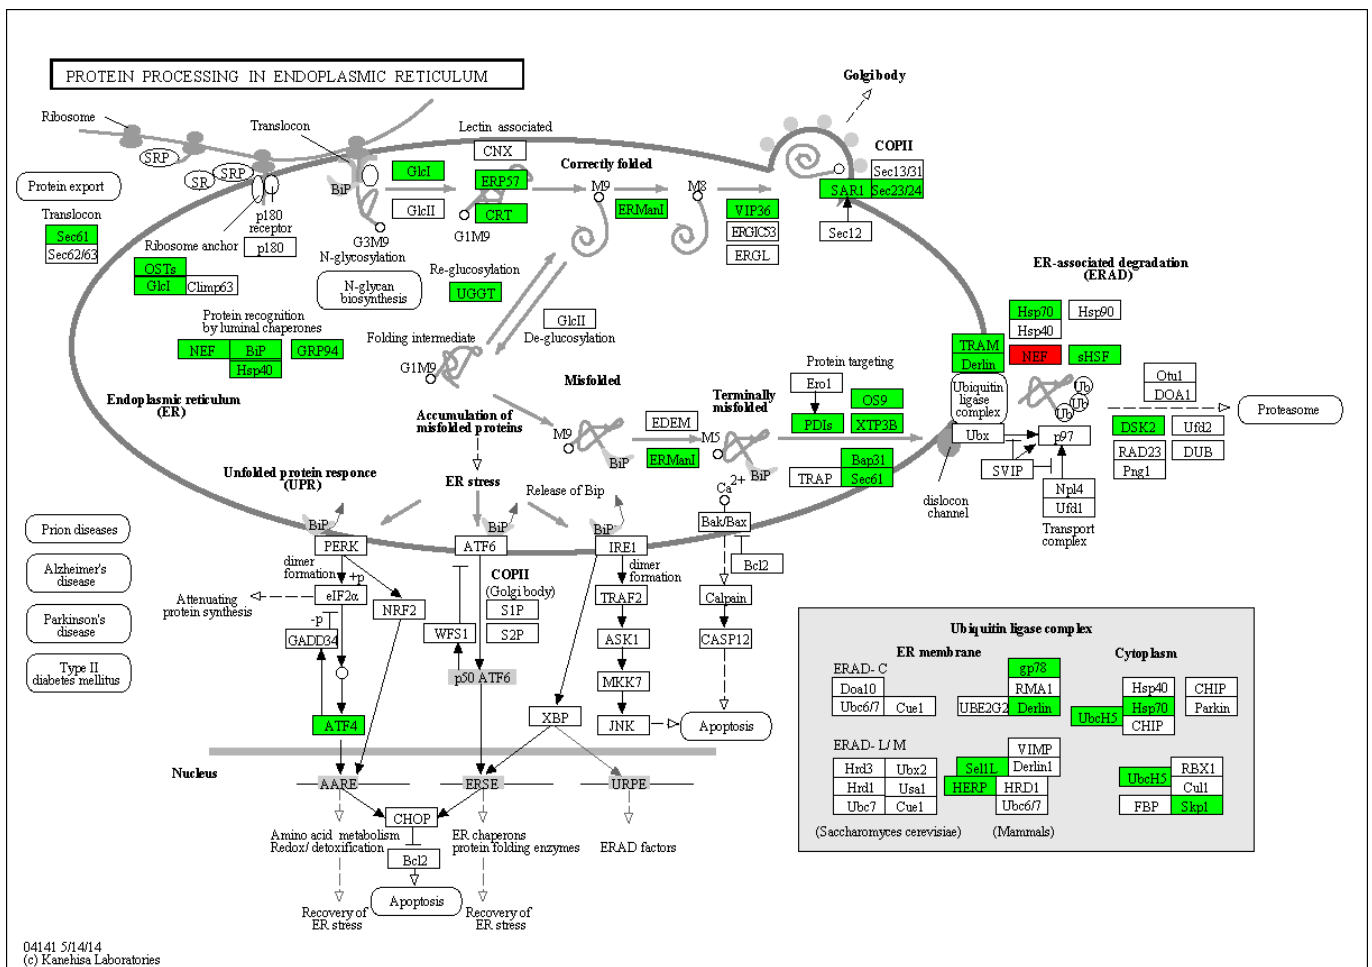 PROTEIN PROCESSING IN ENDOPLASMIC RETICULUM
Golgi body
Ribosome
Translocon
Lectin associated
CNX
Correctly folded
COPII
SRP
SRP
SR
Protein export
Translocon
Sec61
Sec62/63
BiP
GlcI
GlcII
ERP57
CRT
G1M9
G3M9
N-glycosylation
M9
ERManI
M8
VIP36
ERGIC53
ERGL
SAR1
Sec13/31
Sec23/24
Sec12
p180
receptor
p180
Ribosome anchor
OSTs
GlcI
Climp63
N-glycan
biosynthesis
Re-glucosylation
UGGT
Protein recognition
by luminal chaperones
NEF
BiP
GRP94
Hsp40
Folding intermediate
G1M9
GlcII
De-glucosylation
ER-associated degradation
(ERAD)
Hsp70
Hsp40
Hsp90
TRAM
Derlin
NEF
sHSF
Ubiquitin
ligase
complex
Ub
Ub
Ub
Otu1
DOA1
Proteasome
DSK2
Ufd2
RAD23
Png1
DUB
Endoplasmic reticulum
(ER)
Misfolded
Accumulation of
misfolded proteins
Terminally
misfolded
Protein targeting
Ero1
PDIs
OS9
XTP3B
M9
BiP
EDEM
ERManI
M5
BiP
TRAP
Bap31
Sec61
Ubx
p97
SVIP
Npl4
Ufd1
Transport
complex
dislocon
channel
Unfolded protein responce
(UPR)
ER stress
Release of Bip
Ca2+
BiP
BiP
BiP
PERK
ATF6
IRE1
Bak/Bax
Bcl2
Prion diseases
Alzheimer's
disease
Parkinson's
disease
Type II
diabetes mellitus
dimer
formation
+p
eIF2α
Attenuating
protein synthesis
-p
GADD34
NRF2
ATF4
COPII
(Golgi body)
S1P
S2P
WFS1
p50 ATF6
dimer
formation
TRAF2
ASK1
MKK7
JNK
XBP
Calpain
CASP12
Apoptosis
Nucleus
AARE
ERSE
URPE
CHOP
Bcl2
Apoptosis
Amino acid metabolism
Redox/ detoxification
ER chaperons
protein folding enzymes
ERAD factors
Recovery of
ER stress
Recovery of
ER stress
Ubiquitin ligase complex
ER membrane
Cytoplasm
ERAD- C
Doa10
Ubc6/7
Cue1
gp78
RMA1
UBE2G2
Derlin
Hsp40
UbcH5
Hsp70
CHIP
CHIP
Parkin
ERAD- L/ M
Hrd3
Ubx2
Hrd1
Usa1
Ubc7
Cue1
VIMP
Sel1L
Derlin1
HERP
HRD1
Ubc6/7
UbcH5
RBX1
Cul1
FBP
Skp1
(Saccharomyces cerevisiae)
(Mammals)
04141 5/14/14
(c) Kanehisa Laboratories